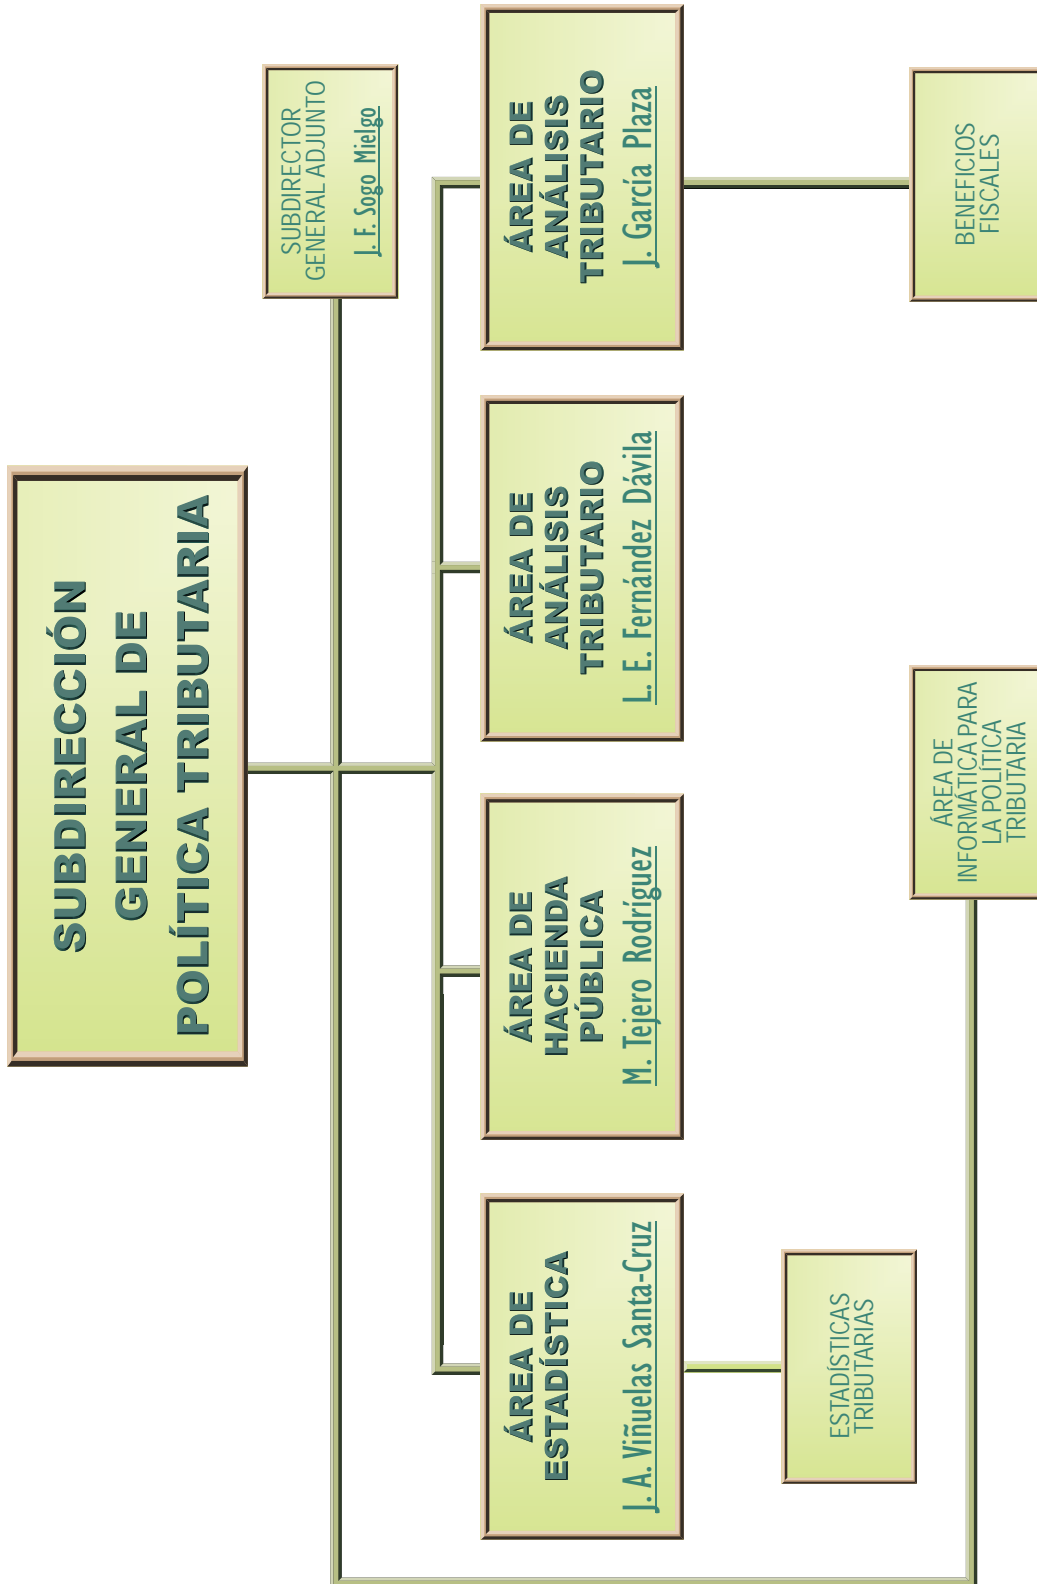 SUBDIRECCIÓN
GENERAL DE
POLÍTICA TRIBUTARIA
SUBDIRECTOR
GENERAL ADJUNTO
J. F. Sogo Mielgo
ÁREA DE
ESTADÍSTICA
J. A. Viñuelas Santa-Cruz
ÁREA DE
HACIENDA
PÚBLICA
M. Tejero Rodríguez
ÁREA DE
ANÁLISIS
TRIBUTARIO
L. E. Fernández Dávila
ÁREA DE
ANÁLISIS
TRIBUTARIO
J. García Plaza
ESTADÍSTICAS
TRIBUTARIAS
ÁREA DE
INFORMÁTICA PARA
LA POLÍTICA
TRIBUTARIA
BENEFICIOS
FISCALES